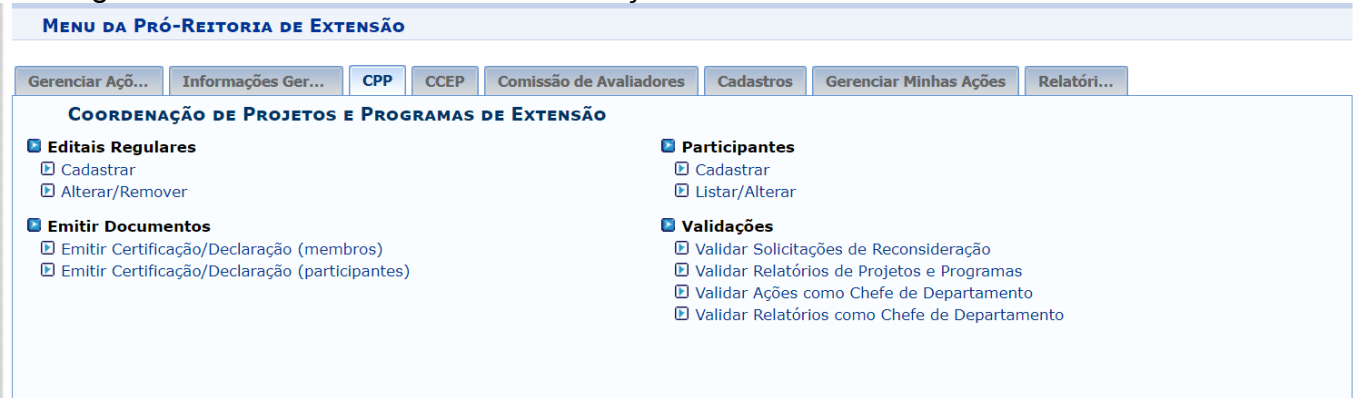 Menu da Pró-Reitoria de Extensão
Gerenciar Açõ... Informações Ger... CPP CCEP Comissão de Avaliadores Cadastros Gerenciar Minhas Ações Relatóri...
Coordenação de Projetos e Programas de Extensão
Editais Regulares
Cadastrar
Alterar/Remover
Emitir Documentos
Emitir Certificação/Declaração (membros)
Emitir Certificação/Declaração (participantes)
Participantes
Cadastrar
Listar/Alterar
Validações
Validar Solicitações de Reconsideração
Validar Relatórios de Projetos e Programas
Validar Ações como Chefe de Departamento
Validar Relatórios como Chefe de Departamento